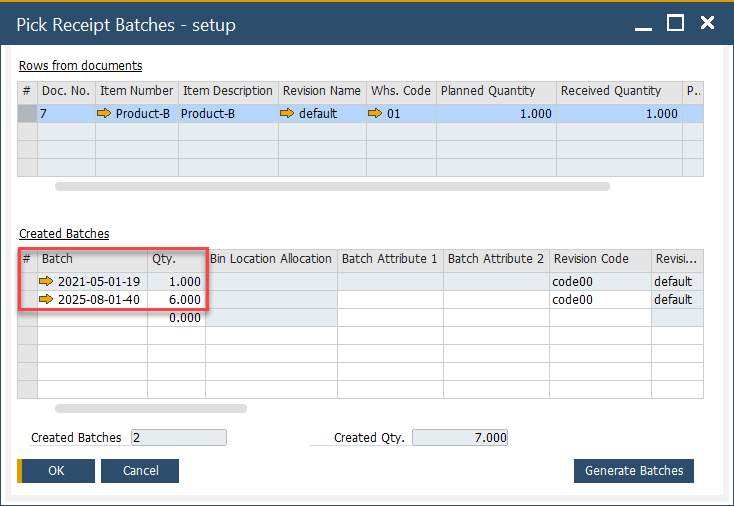 Pick Receipt Batches - setup
Rows from documents
# Doc. No. Item Number Item Description Revision Name Whs. Code Planned Quantity Received Quantity P..
7 Product-B Product-B default 01 1.000 1.000
Created Batches
# Batch Qty. Bin Location Allocation Batch Attribute 1 Batch Attribute 2 Revision Code Revisi...
2021-05-01-19 1.000 code00 default
2025-08-01-40 6.000 code00 default
0.000
Created Batches 2 Created Qty. 7.000
OK Cancel Generate Batches